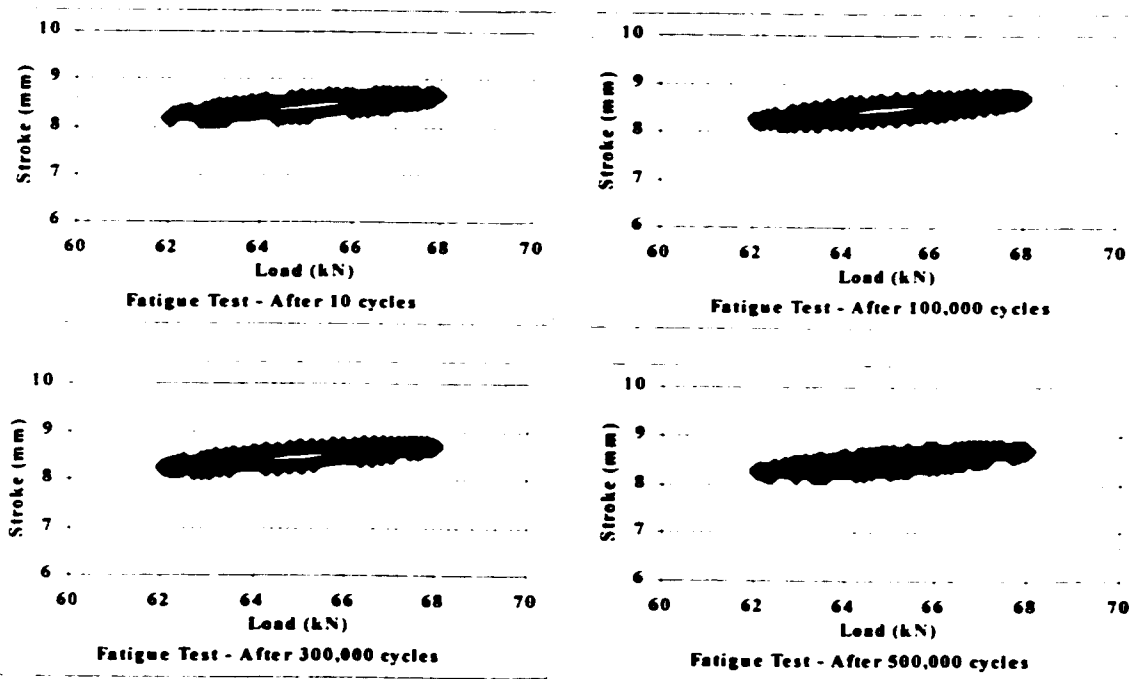 10
9
8
7
6
Stroke (mm)
60 62 64 66 68 70
Load (kN)
Fatigue Test - After 10 cycles
10
9
8
7
6
Stroke (mm)
60 62 64 66 68 70
Load (kN)
Fatigue Test - After 100,000 cycles
10
9
8
7
6
Stroke (mm)
60 62 64 66 68 70
Load (kN)
Fatigue Test - After 300,000 cycles
10
9
8
7
6
Stroke (mm)
60 62 64 66 68 70
Load (kN)
Fatigue Test - After 500,000 cycles